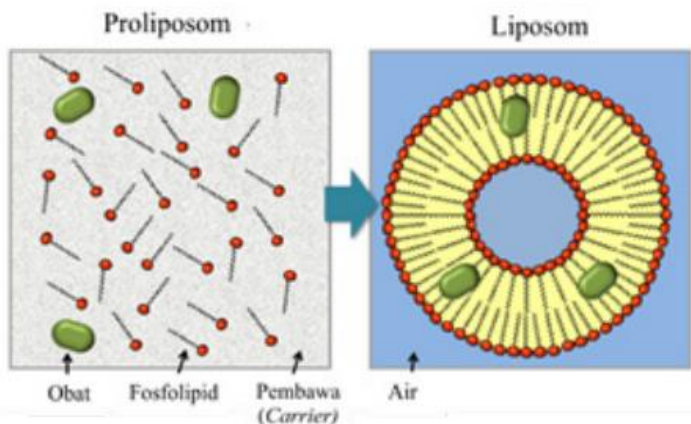 Proliposom
Liposom
Obat
Fosfolipid
Pembawa
(Carrier)
Air